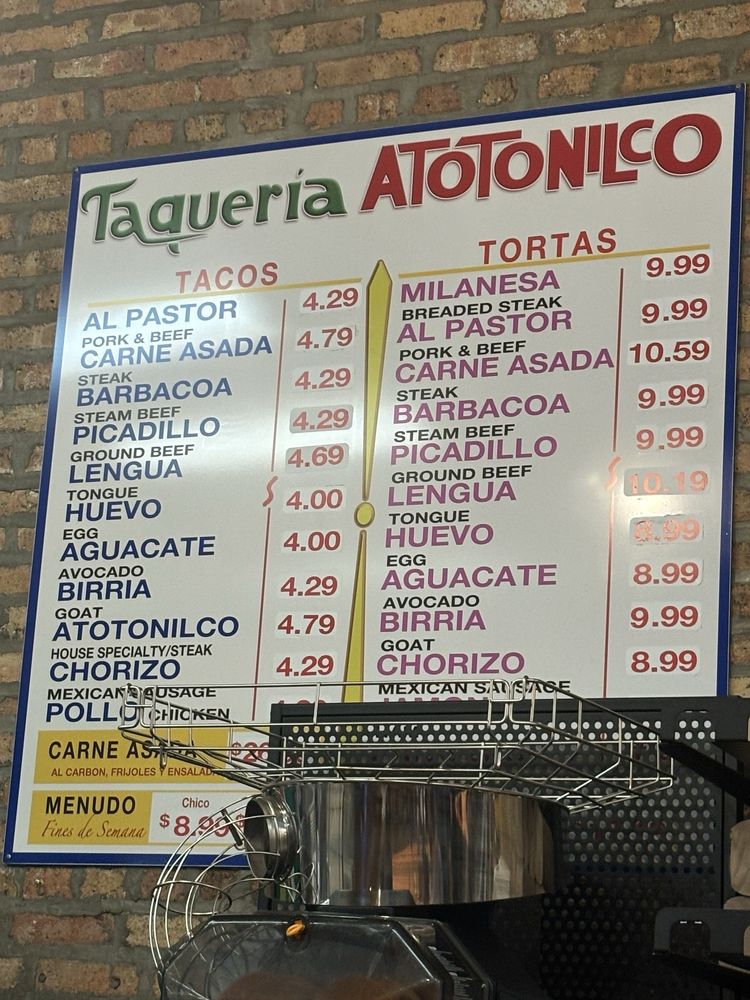 Taquería ATOTONILCO
TACOS
AL PASTOR 4.29
PORK & BEEF
CARNE ASADA 4.79
STEAK
BARBACOA 4.29
STEAM BEEF
PICADILLO 4.29
GROUND BEEF
LENGUA 4.69
TONGUE
HUEVO 4.00
EGG
AGUACATE 4.00
AVOCADO
BIRRIA 4.29
GOAT
ATOTONILCO 4.79
HOUSE SPECIALTY/STEAK
CHORIZO 4.29
MEXICAN SAUSAGE
POLLO CHICKEN
CARNE ASADA
AL CARBON, FRIJOLES Y ENSALADA
MENUDO
Fines de Semana
Chico
$8.99
TORTAS
MILANESA 9.99
BREADED STEAK
AL PASTOR 9.99
PORK & BEEF
CARNE ASADA 10.59
STEAK
BARBACOA 9.99
STEAM BEEF
PICADILLO 9.99
GROUND BEEF
LENGUA 10.19
TONGUE
HUEVO 8.99
EGG
AGUACATE 8.99
AVOCADO
BIRRIA 9.99
GOAT
CHORIZO 8.99
MEXICAN SAUSAGE